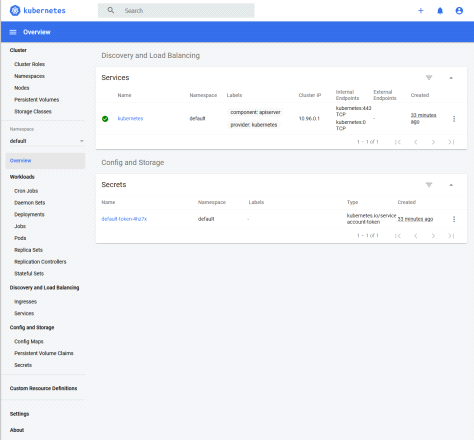 kubernetes
Search
Overview
Cluster
Cluster Roles
Namespaces
Nodes
Persistent Volumes
Storage Classes
Namespace
default
Overview
Workloads
Cron Jobs
Daemon Sets
Deployments
Jobs
Pods
Replica Sets
Replication Controllers
Stateful Sets
Discovery and Load Balancing
Ingresses
Services
Config and Storage
Config Maps
Persistent Volume Claims
Secrets
Custom Resource Definitions
Settings
About
Discovery and Load Balancing
Services
Name Namespace Labels Cluster IP Internal Endpoints External Endpoints Created
kubernetes default component: apiserver provider: kubernetes 10.96.0.1 kubernetes:443 TCP kubernetes:0 TCP - 33 minutes ago
1 – 1 of 1
Config and Storage
Secrets
Name Namespace Labels Type Created
default-token-4hz7x default - kubernetes.io/service account-token 33 minutes ago
1 – 1 of 1